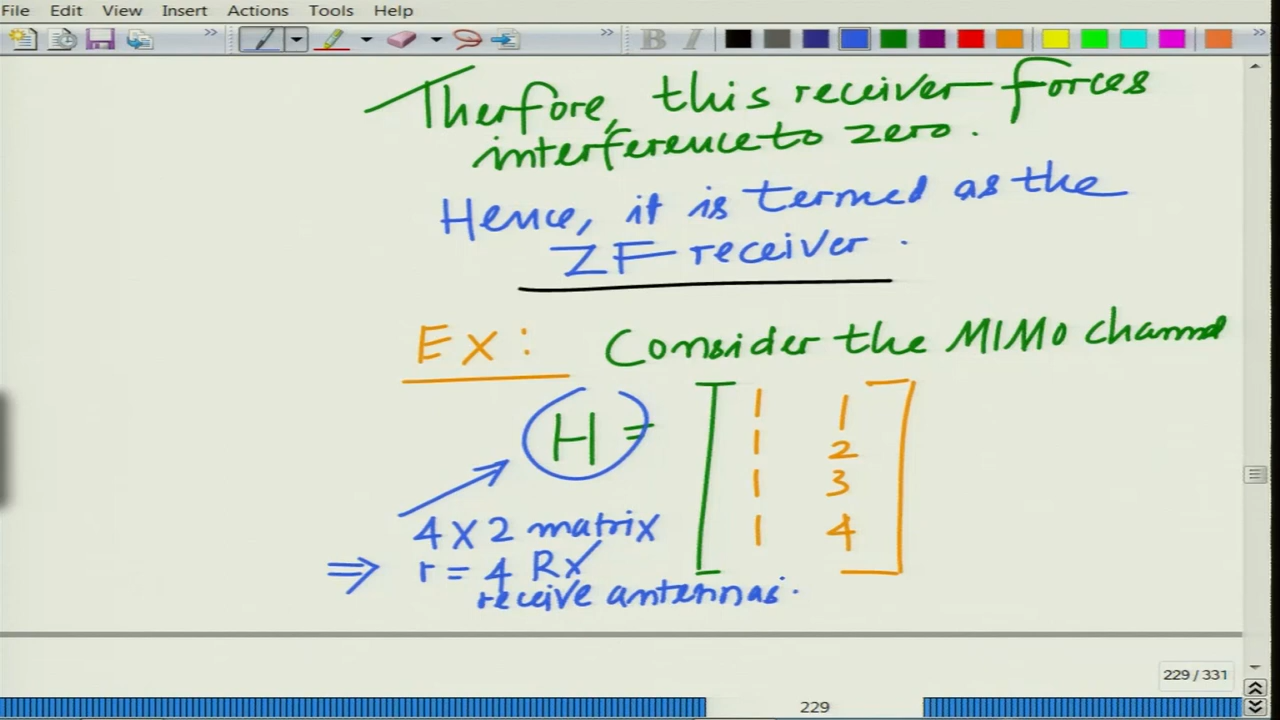 File Edit View Insert Actions Tools Help
B I
Therfore, this receiver forces
interference to zero.
Hence, it is termed as the
ZF receiver.
Ex: Consider the MIMO channel
H = [ 1 1
1 2
1 3
1 4 ]
4 X 2 matrix
⇒ r = 4 Rx
receive antennas.
229 / 331
229